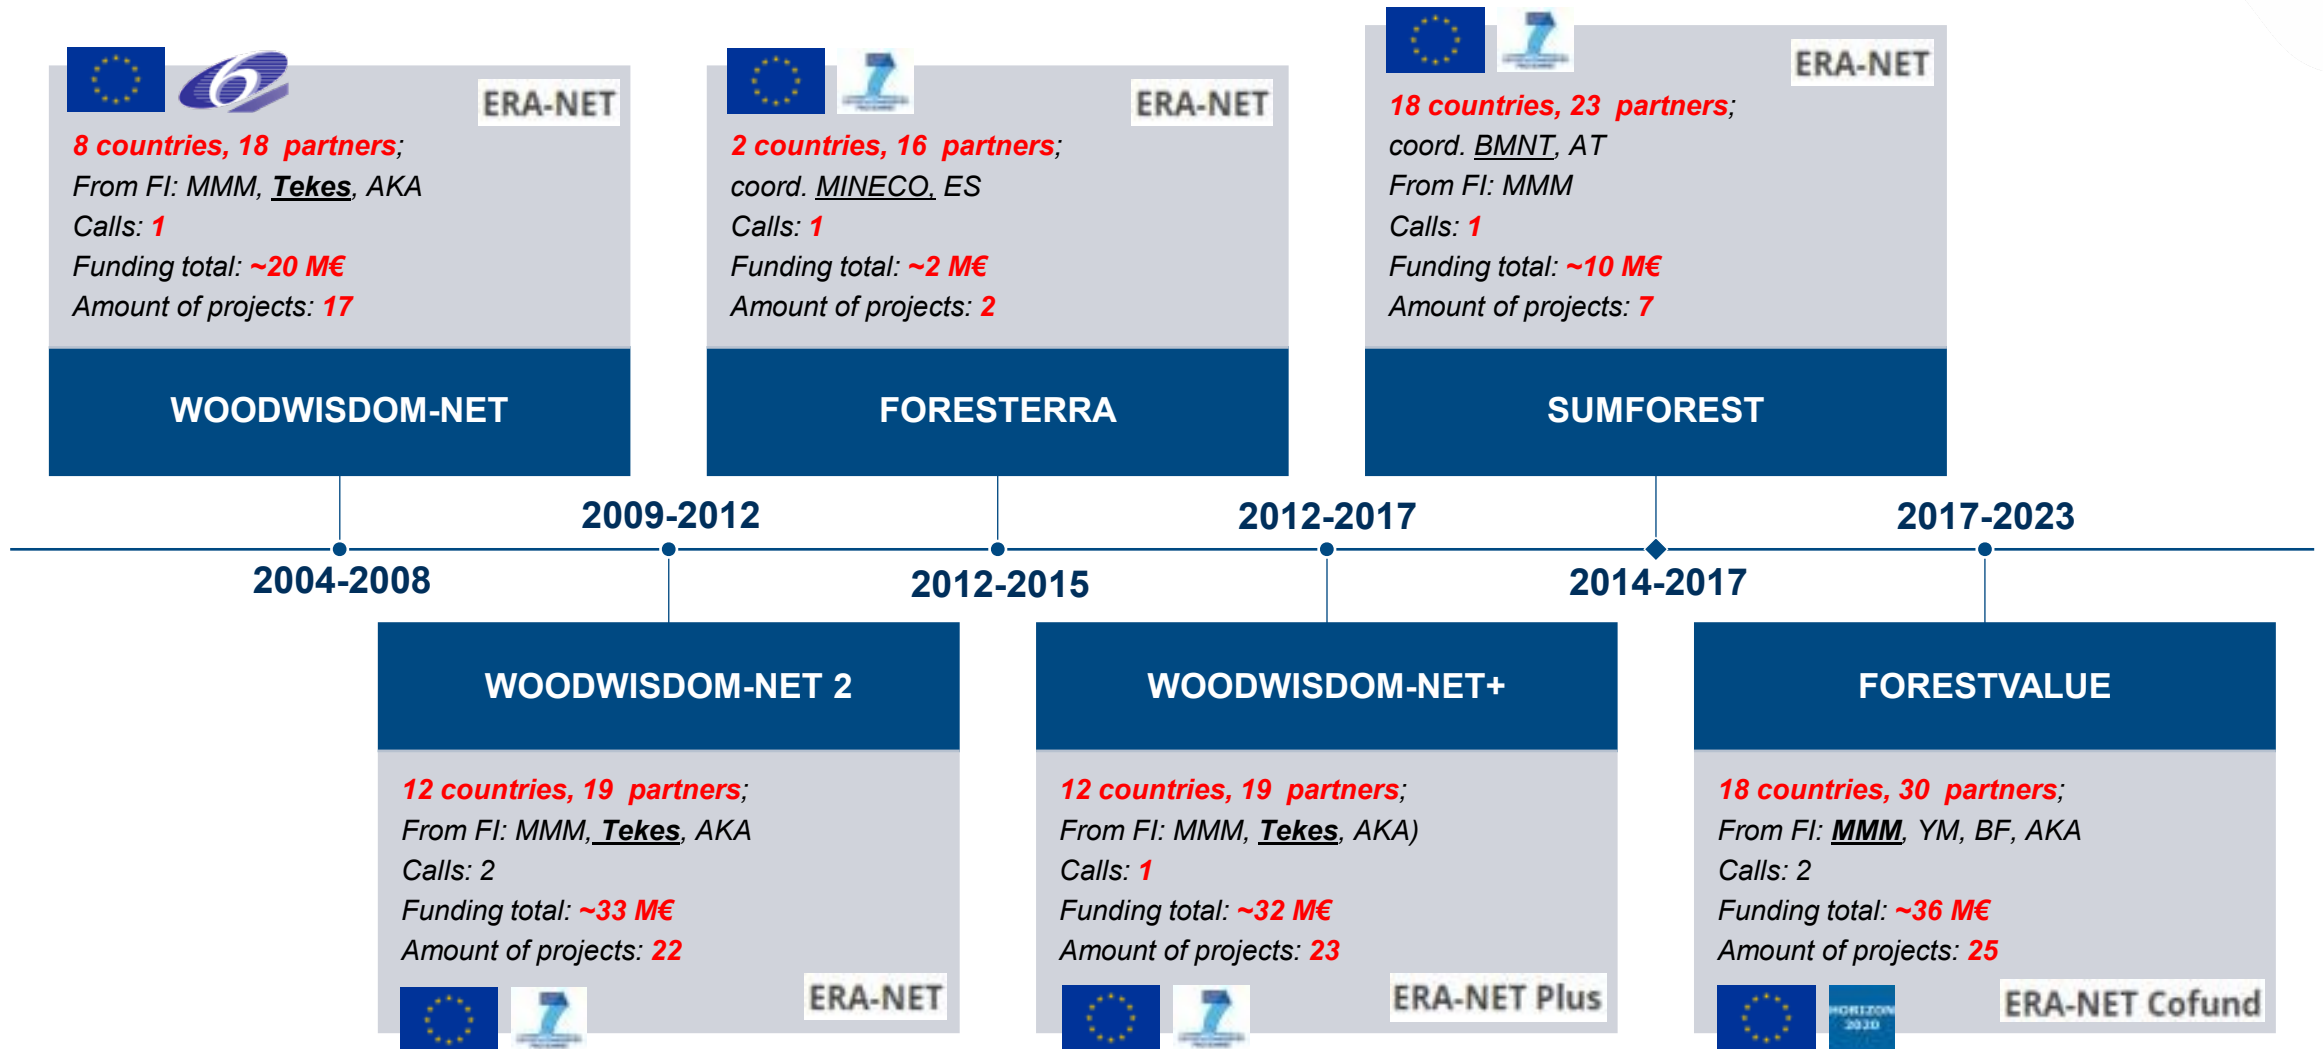 6
ERA-NET
8 countries, 18 partners;
From FI: MMM, Tekes, AKA
Calls: 1
Funding total: ~20 M€
Amount of projects: 17
WOODWISDOM-NET
7
ERA-NET
2 countries, 16 partners;
coord. MINECO, ES
Calls: 1
Funding total: ~2 M€
Amount of projects: 2
FORESTERRA
7
ERA-NET
18 countries, 23 partners;
coord. BMNT, AT
From FI: MMM
Calls: 1
Funding total: ~10 M€
Amount of projects: 7
SUMFOREST
2004-2008
2009-2012
2012-2015
2012-2017
2014-2017
2017-2023
WOODWISDOM-NET 2
12 countries, 19 partners;
From FI: MMM, Tekes, AKA
Calls: 2
Funding total: ~33 M€
Amount of projects: 22
7
ERA-NET
WOODWISDOM-NET+
12 countries, 19 partners;
From FI: MMM, Tekes, AKA)
Calls: 1
Funding total: ~32 M€
Amount of projects: 23
7
ERA-NET Plus
FORESTVALUE
18 countries, 30 partners;
From FI: MMM, YM, BF, AKA
Calls: 2
Funding total: ~36 M€
Amount of projects: 25
HORIZON
2020
ERA-NET Cofund